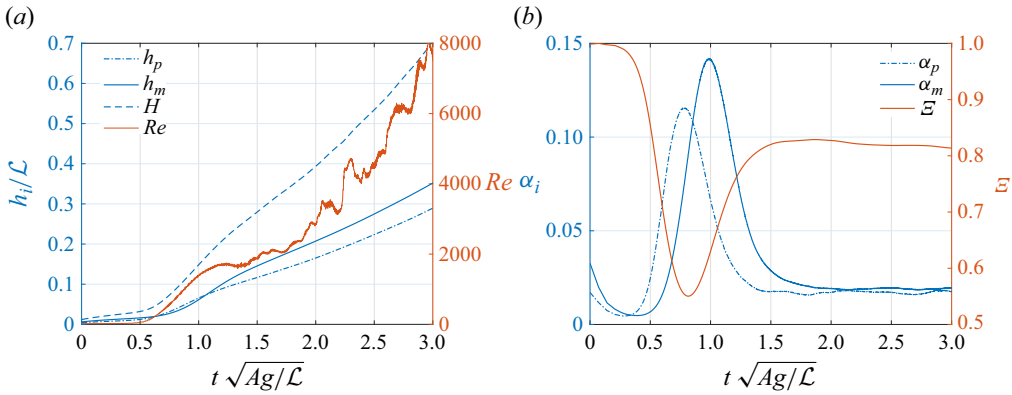 (a)
0.7
0.6
0.5
0.4
0.3
0.2
0.1
0
h_i/ℒ
h_p
h_m
H
Re
8000
6000
4000
2000
0
Re
0
0.5
1.0
1.5
2.0
2.5
3.0
t √Ag/ℒ
(b)
0.15
0.10
0.05
0
α_i
α_p
α_m
Ξ
1.0
0.9
0.8
0.7
0.6
0.5
Ξ
0
0.5
1.0
1.5
2.0
2.5
3.0
t √Ag/ℒ